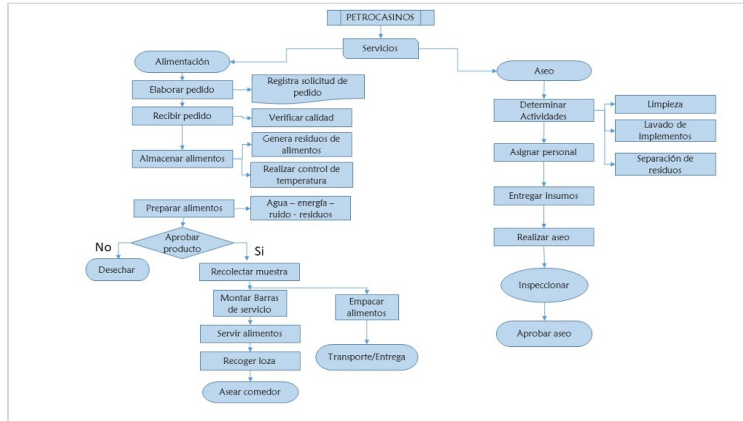 PETROCASINOS
Servicios
Alimentación
Elaborar pedido
Registra solicitud de
pedido
Recibir pedido
Verificar calidad
Almacenar alimentos
Genera residuos de
alimentos
Realizar control de
temperatura
Preparar alimentos
Agua – energía –
ruido - residuos
Aprobar
producto
No
Si
Desechar
Recolectar muestra
Montar Barras
de servicio
Empacar
alimentos
Servir alimentos
Transporte/Entrega
Recoger loza
Asear comedor
Aseo
Determinar
Actividades
Limpieza
Lavado de
implementos
Separación de
residuos
Asignar personal
Entregar insumos
Realizar aseo
Inspeccionar
Aprobar aseo